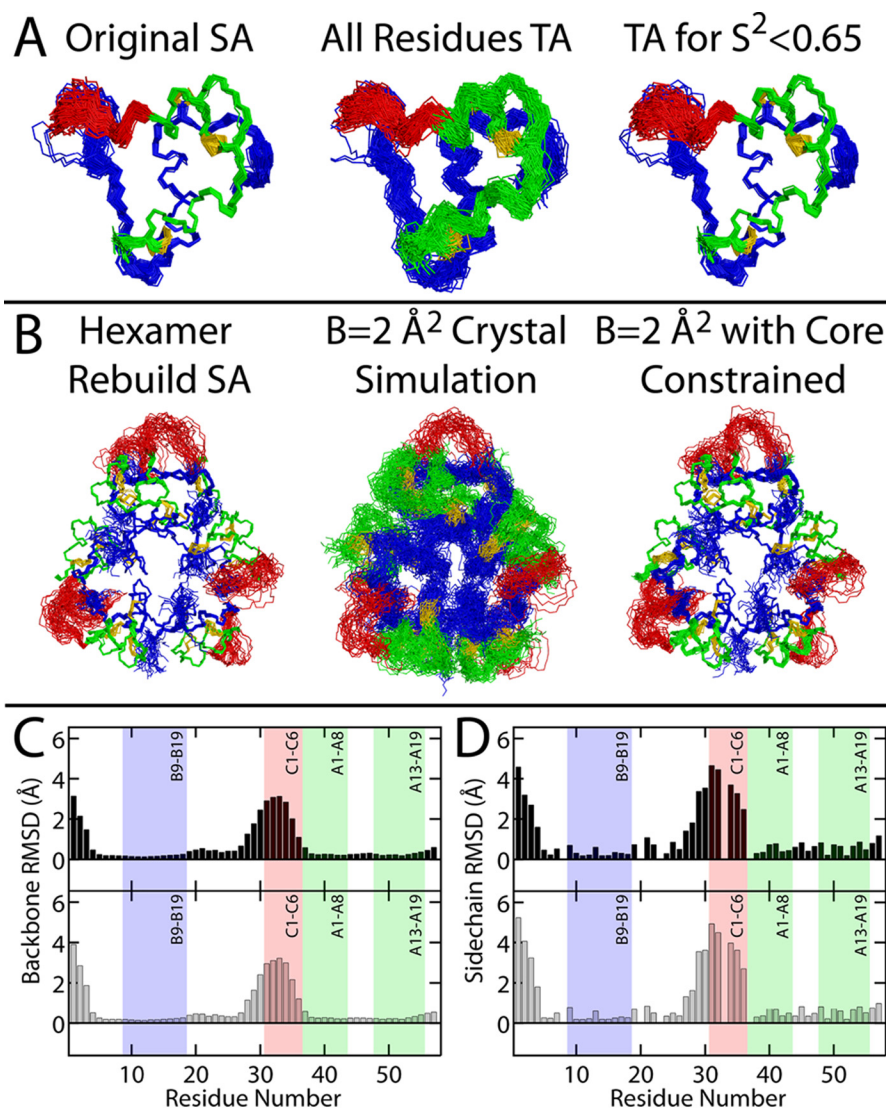 A Original SA All Residues TA TA for S²<0.65
B Hexamer B=2 Å² Crystal B=2 Å² with Core
Rebuild SA Simulation Constrained
C D
6
4
2
0
B9-B19
C1-C6
A1-A8
A13-A19
6
4
2
0
B9-B19
C1-C6
A1-A8
A13-A19
Backbone RMSD (Å)
10 20 30 40 50
Residue Number
6
4
2
0
B9-B19
C1-C6
A1-A8
A13-A19
6
4
2
0
B9-B19
C1-C6
A1-A8
A13-A19
Sidechain RMSD (Å)
10 20 30 40 50
Residue Number